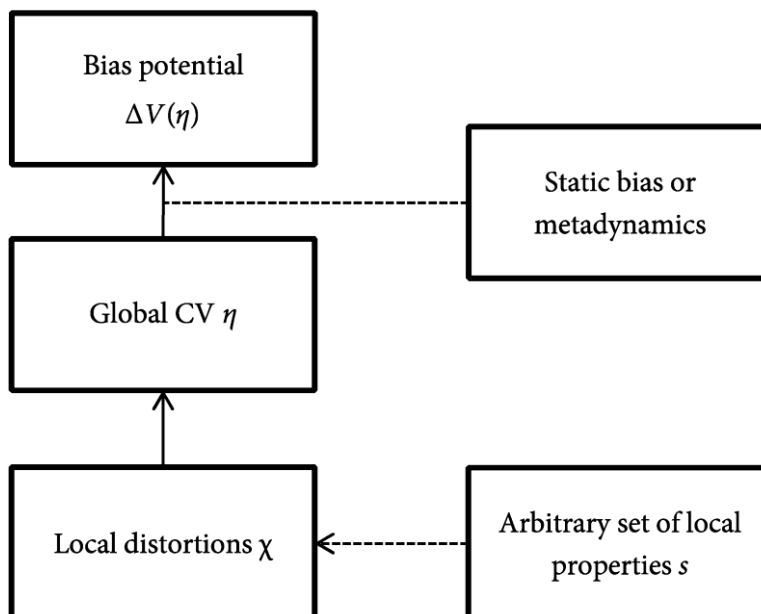 Bias potential
ΔV(η)
Static bias or
metadynamics
Global CV η
Local distortions χ
Arbitrary set of local
properties s